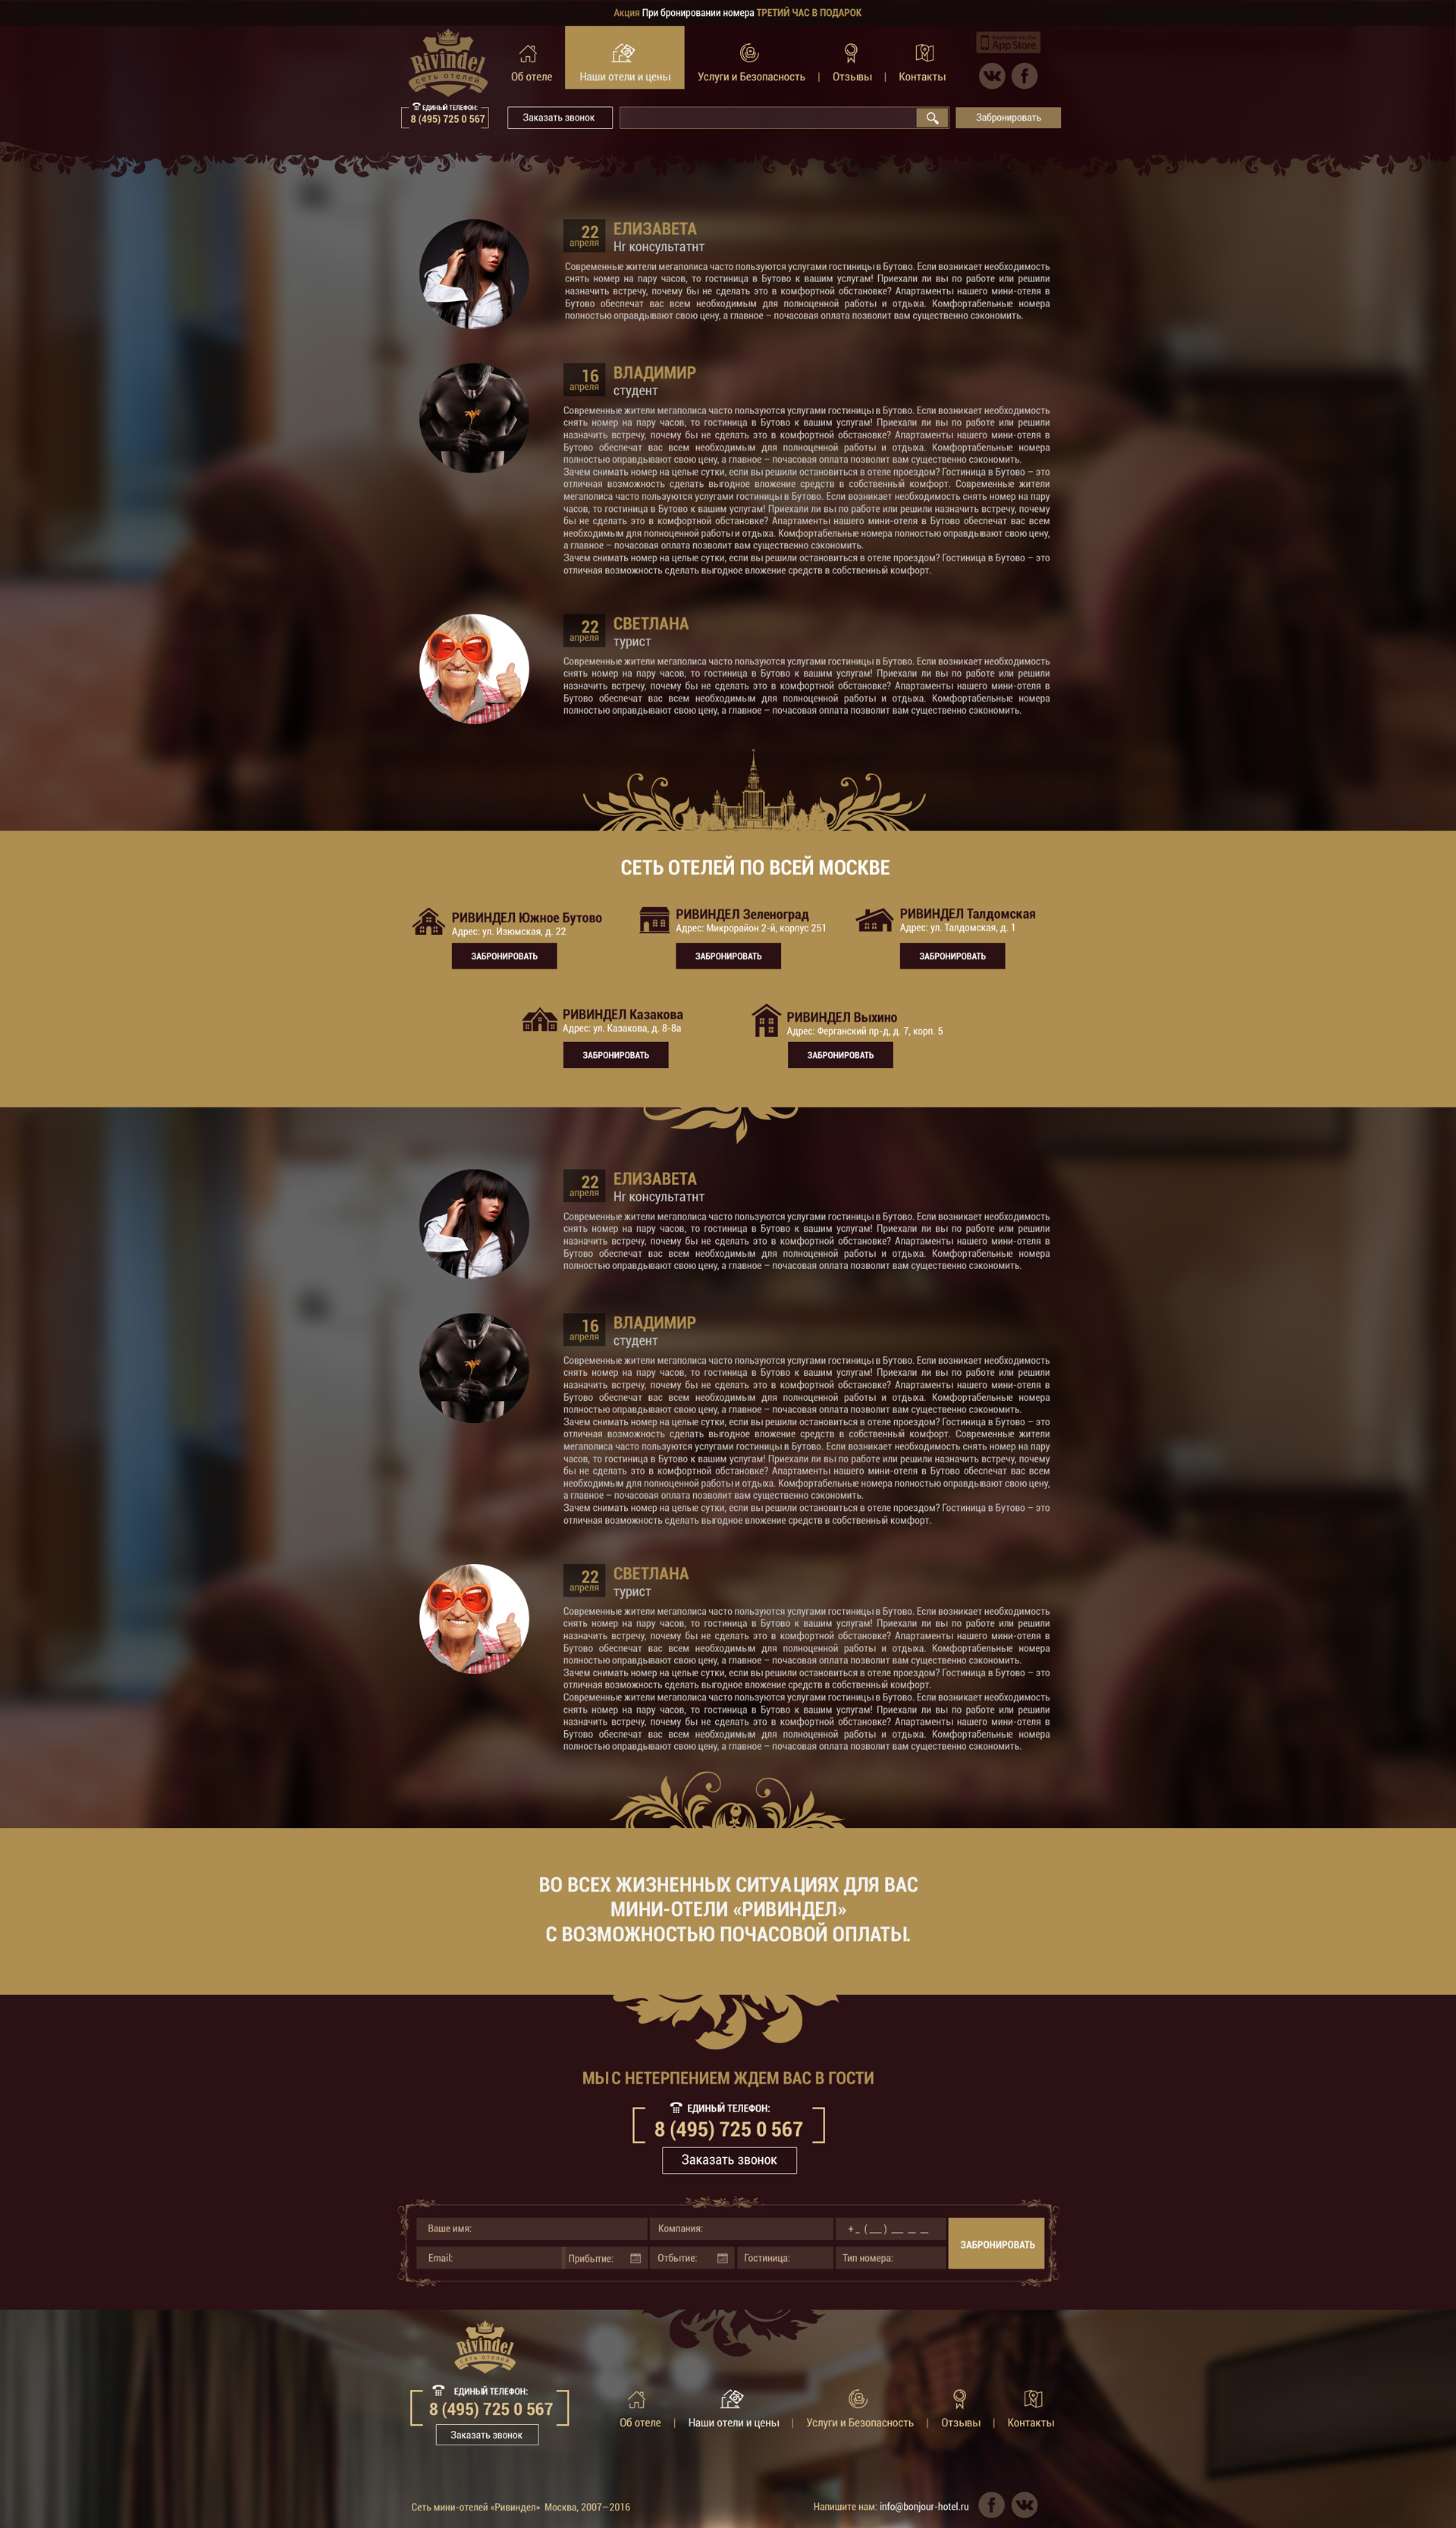 Акция При бронировании номера ТРЕТИЙ ЧАС В ПОДАРОК
Rivindel
сеть отелей
Об отеле
Наши отели и цены
Услуги и Безопасность | Отзывы | Контакты
Available on the
App Store
ЕДИНЫЙ ТЕЛЕФОН:
8 (495) 725 0 567
Заказать звонок
Забронировать
22
апреля
ЕЛИЗАВЕТА
Hr консультатнт
Современные жители мегаполиса часто пользуются услугами гостиницы в Бутово. Если возникает необходимость
снять номер на пару часов, то гостиница в Бутово к вашим услугам! Приехали ли вы по работе или решили
назначить встречу, почему бы не сделать это в комфортной обстановке? Апартаменты нашего мини-отеля в
Бутово обеспечат вас всем необходимым для полноценной работы и отдыха. Комфортабельные номера
полностью оправдывают свою цену, а главное – почасовая оплата позволит вам существенно сэкономить.
16
апреля
ВЛАДИМИР
студент
Современные жители мегаполиса часто пользуются услугами гостиницы в Бутово. Если возникает необходимость
снять номер на пару часов, то гостиница в Бутово к вашим услугам! Приехали ли вы по работе или решили
назначить встречу, почему бы не сделать это в комфортной обстановке? Апартаменты нашего мини-отеля в
Бутово обеспечат вас всем необходимым для полноценной работы и отдыха. Комфортабельные номера
полностью оправдывают свою цену, а главное – почасовая оплата позволит вам существенно сэкономить.
Зачем снимать номер на целые сутки, если вы решили остановиться в отеле проездом? Гостиница в Бутово – это
отличная возможность сделать выгодное вложение средств в собственный комфорт. Современные жители
мегаполиса часто пользуются услугами гостиницы в Бутово. Если возникает необходимость снять номер на пару
часов, то гостиница в Бутово к вашим услугам! Приехали ли вы по работе или решили назначить встречу, почему
бы не сделать это в комфортной обстановке? Апартаменты нашего мини-отеля в Бутово обеспечат вас всем
необходимым для полноценной работы и отдыха. Комфортабельные номера полностью оправдывают свою цену,
а главное – почасовая оплата позволит вам существенно сэкономить.
Зачем снимать номер на целые сутки, если вы решили остановиться в отеле проездом? Гостиница в Бутово – это
отличная возможность сделать выгодное вложение средств в собственный комфорт.
22
апреля
СВЕТЛАНА
турист
Современные жители мегаполиса часто пользуются услугами гостиницы в Бутово. Если возникает необходимость
снять номер на пару часов, то гостиница в Бутово к вашим услугам! Приехали ли вы по работе или решили
назначить встречу, почему бы не сделать это в комфортной обстановке? Апартаменты нашего мини-отеля в
Бутово обеспечат вас всем необходимым для полноценной работы и отдыха. Комфортабельные номера
полностью оправдывают свою цену, а главное – почасовая оплата позволит вам существенно сэкономить.
СЕТЬ ОТЕЛЕЙ ПО ВСЕЙ МОСКВЕ
РИВИНДЕЛ Южное Бутово
Адрес: ул. Изюмская, д. 22
ЗАБРОНИРОВАТЬ
РИВИНДЕЛ Зеленоград
Адрес: Микрорайон 2-й, корпус 251
ЗАБРОНИРОВАТЬ
РИВИНДЕЛ Талдомская
Адрес: ул. Талдомская, д. 1
ЗАБРОНИРОВАТЬ
РИВИНДЕЛ Казакова
Адрес: ул. Казакова, д. 8-8а
ЗАБРОНИРОВАТЬ
РИВИНДЕЛ Выхино
Адрес: Ферганский пр-д, д. 7, корп. 5
ЗАБРОНИРОВАТЬ
22
апреля
ЕЛИЗАВЕТА
Hr консультатнт
Современные жители мегаполиса часто пользуются услугами гостиницы в Бутово. Если возникает необходимость
снять номер на пару часов, то гостиница в Бутово к вашим услугам! Приехали ли вы по работе или решили
назначить встречу, почему бы не сделать это в комфортной обстановке? Апартаменты нашего мини-отеля в
Бутово обеспечат вас всем необходимым для полноценной работы и отдыха. Комфортабельные номера
полностью оправдывают свою цену, а главное – почасовая оплата позволит вам существенно сэкономить.
16
апреля
ВЛАДИМИР
студент
Современные жители мегаполиса часто пользуются услугами гостиницы в Бутово. Если возникает необходимость
снять номер на пару часов, то гостиница в Бутово к вашим услугам! Приехали ли вы по работе или решили
назначить встречу, почему бы не сделать это в комфортной обстановке? Апартаменты нашего мини-отеля в
Бутово обеспечат вас всем необходимым для полноценной работы и отдыха. Комфортабельные номера
полностью оправдывают свою цену, а главное – почасовая оплата позволит вам существенно сэкономить.
Зачем снимать номер на целые сутки, если вы решили остановиться в отеле проездом? Гостиница в Бутово – это
отличная возможность сделать выгодное вложение средств в собственный комфорт. Современные жители
мегаполиса часто пользуются услугами гостиницы в Бутово. Если возникает необходимость снять номер на пару
часов, то гостиница в Бутово к вашим услугам! Приехали ли вы по работе или решили назначить встречу, почему
бы не сделать это в комфортной обстановке? Апартаменты нашего мини-отеля в Бутово обеспечат вас всем
необходимым для полноценной работы и отдыха. Комфортабельные номера полностью оправдывают свою цену,
а главное – почасовая оплата позволит вам существенно сэкономить.
Зачем снимать номер на целые сутки, если вы решили остановиться в отеле проездом? Гостиница в Бутово – это
отличная возможность сделать выгодное вложение средств в собственный комфорт.
22
апреля
СВЕТЛАНА
турист
Современные жители мегаполиса часто пользуются услугами гостиницы в Бутово. Если возникает необходимость
снять номер на пару часов, то гостиница в Бутово к вашим услугам! Приехали ли вы по работе или решили
назначить встречу, почему бы не сделать это в комфортной обстановке? Апартаменты нашего мини-отеля в
Бутово обеспечат вас всем необходимым для полноценной работы и отдыха. Комфортабельные номера
полностью оправдывают свою цену, а главное – почасовая оплата позволит вам существенно сэкономить.
Зачем снимать номер на целые сутки, если вы решили остановиться в отеле проездом? Гостиница в Бутово – это
отличная возможность сделать выгодное вложение средств в собственный комфорт.
Современные жители мегаполиса часто пользуются услугами гостиницы в Бутово. Если возникает необходимость
снять номер на пару часов, то гостиница в Бутово к вашим услугам! Приехали ли вы по работе или решили
назначить встречу, почему бы не сделать это в комфортной обстановке? Апартаменты нашего мини-отеля в
Бутово обеспечат вас всем необходимым для полноценной работы и отдыха. Комфортабельные номера
полностью оправдывают свою цену, а главное – почасовая оплата позволит вам существенно сэкономить.
ВО ВСЕХ ЖИЗНЕННЫХ СИТУАЦИЯХ ДЛЯ ВАС
МИНИ-ОТЕЛИ «РИВИНДЕЛ»
С ВОЗМОЖНОСТЬЮ ПОЧАСОВОЙ ОПЛАТЫ.
МЫ С НЕТЕРПЕНИЕМ ЖДЕМ ВАС В ГОСТИ
ЕДИНЫЙ ТЕЛЕФОН:
8 (495) 725 0 567
Заказать звонок
Ваше имя:
Компания:
+_ (__) __ __ __
Email:
Прибытие:
Отбытие:
Гостиница:
Тип номера:
ЗАБРОНИРОВАТЬ
Rivindel
сеть отелей
ЕДИНЫЙ ТЕЛЕФОН:
8 (495) 725 0 567
Заказать звонок
Об отеле | Наши отели и цены | Услуги и Безопасность | Отзывы | Контакты
Сеть мини-отелей «Ривиндел» Москва, 2007–2016
Напишите нам: info@bonjour-hotel.ru